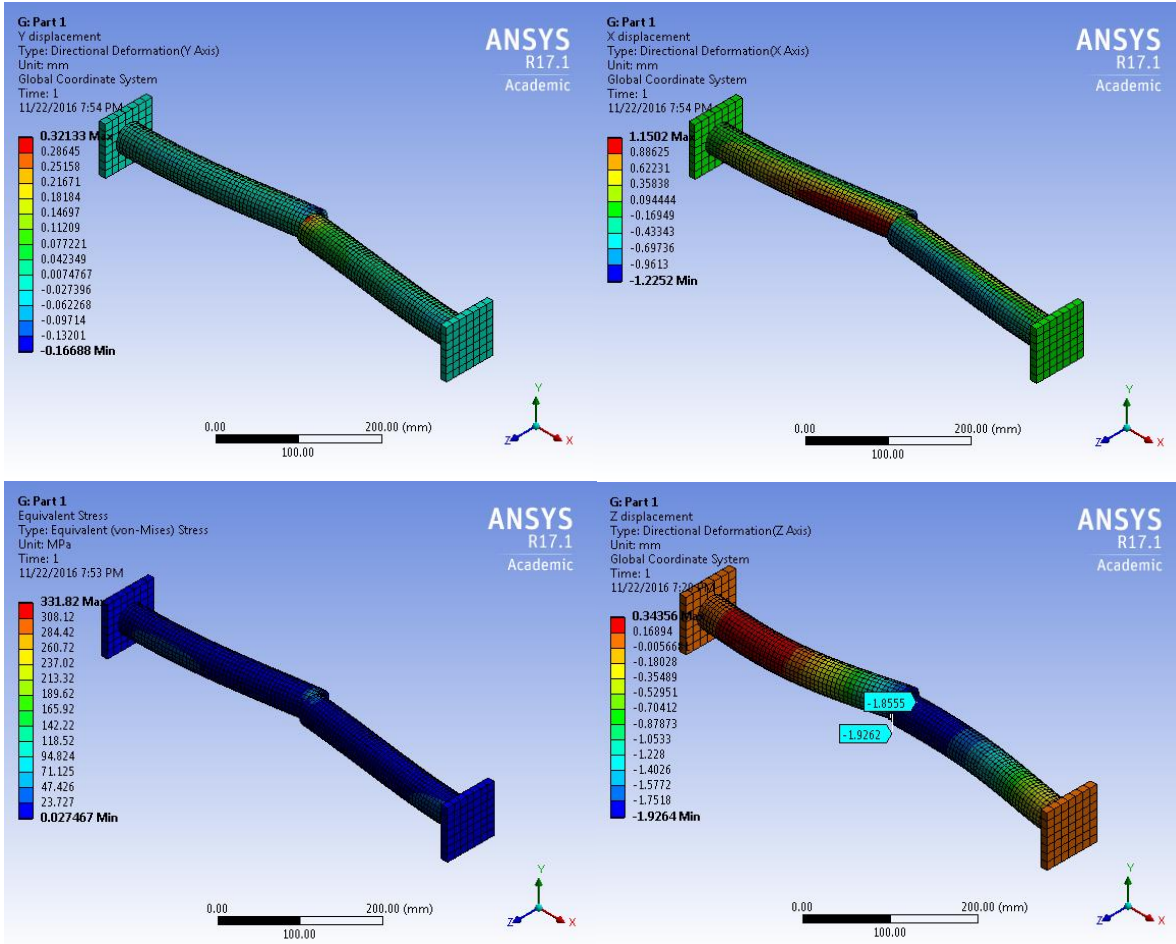 G: Part 1
Y displacement
Type: Directional Deformation(Y Axis)
Unit: mm
Global Coordinate System
Time: 1
11/22/2016 7:54 PM
ANSYS
R17.1
Academic
0.32133 Max
0.28645
0.25158
0.21671
0.18184
0.14697
0.11209
0.077221
0.042349
0.0074767
-0.027396
-0.062268
-0.09714
-0.13201
-0.16688 Min
0.00
200.00 (mm)
100.00
Y
Z
X
G: Part 1
X displacement
Type: Directional Deformation(X Axis)
Unit: mm
Global Coordinate System
Time: 1
11/22/2016 7:54 PM
ANSYS
R17.1
Academic
1.1502 Max
0.88625
0.62231
0.35838
0.094444
-0.16949
-0.43343
-0.69736
-0.9613
-1.2252 Min
0.00
200.00 (mm)
100.00
Y
Z
X
G: Part 1
Equivalent Stress
Type: Equivalent (von-Mises) Stress
Unit: MPa
Time: 1
11/22/2016 7:53 PM
ANSYS
R17.1
Academic
331.82 Max
308.12
284.42
260.72
237.02
213.32
189.62
165.92
142.22
118.52
94.824
71.125
47.426
23.727
0.027467 Min
0.00
200.00 (mm)
100.00
Y
Z
X
G: Part 1
Z displacement
Type: Directional Deformation(Z Axis)
Unit: mm
Global Coordinate System
Time: 1
11/22/2016 PM
ANSYS
R17.1
Academic
0.34356
0.16894
-0.18028
-0.35489
-0.52951
-0.70412
-0.87873
-1.0533
-1.228
-1.4026
-1.5772
-1.7518
-1.9264 Min
-1.8555
-1.9262
0.00
200.00 (mm)
100.00
Y
Z
X